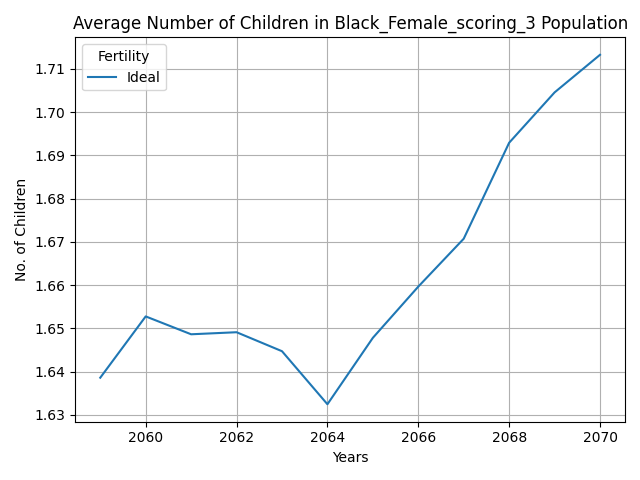 Average Number of Children in Black_Female_scoring_3 Population
Fertility
Ideal
1.71
1.70
1.69
1.68
1.67
1.66
1.65
1.64
1.63
No. of Children
2060 2062 2064 2066 2068 2070
Years